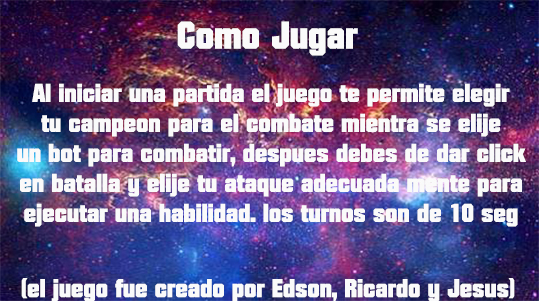 Como Jugar
Al iniciar una partida el juego te permite elegir
tu campeon para el combate mientra se elije
un bot para combatir, despues debes de dar click
en batalla y elije tu ataque adecuada mente para
ejecutar una habilidad. los turnos son de 10 seg
(el juego fue creado por Edson, Ricardo y Jesus)